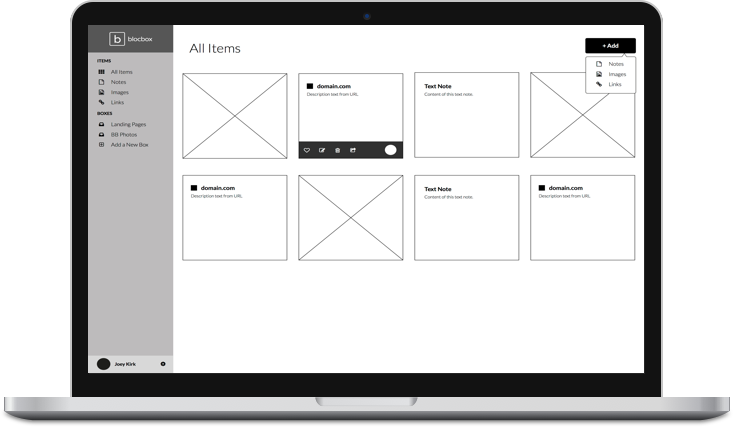 b blocbox
ITEMS
All Items
Notes
Images
Links
BOXES
Landing Pages
BB Photos
Add a New Box
Joey Kirk
All Items
+ Add
Notes
Images
Links
domain.com
Description text from URL
Text Note
Content of this text note.
domain.com
Description text from URL
Text Note
Content of this text note.
domain.com
Description text from URL